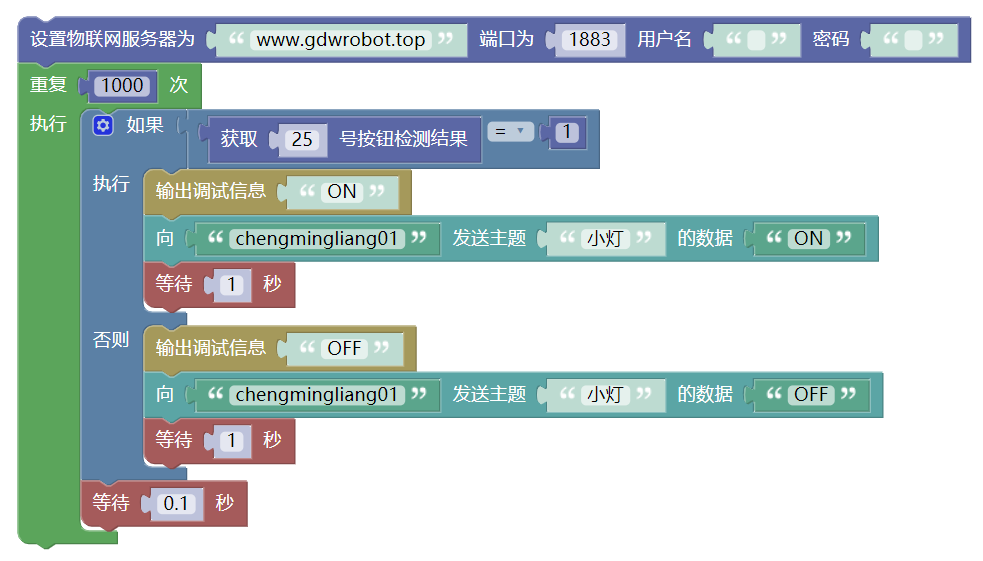 设置物联网服务器为 “ www.gdwrobot.top ” 端口为 1883 用户名 “ ” 密码 “ ”
重复 1000 次
执行 如果 获取 25 号按钮检测结果 = 1
执行 输出调试信息 “ ON ”
向 “ chengmingliang01 ” 发送主题 “ 小灯 ” 的数据 “ ON ”
等待 1 秒
否则 输出调试信息 “ OFF ”
向 “ chengmingliang01 ” 发送主题 “ 小灯 ” 的数据 “ OFF ”
等待 1 秒
等待 0.1 秒